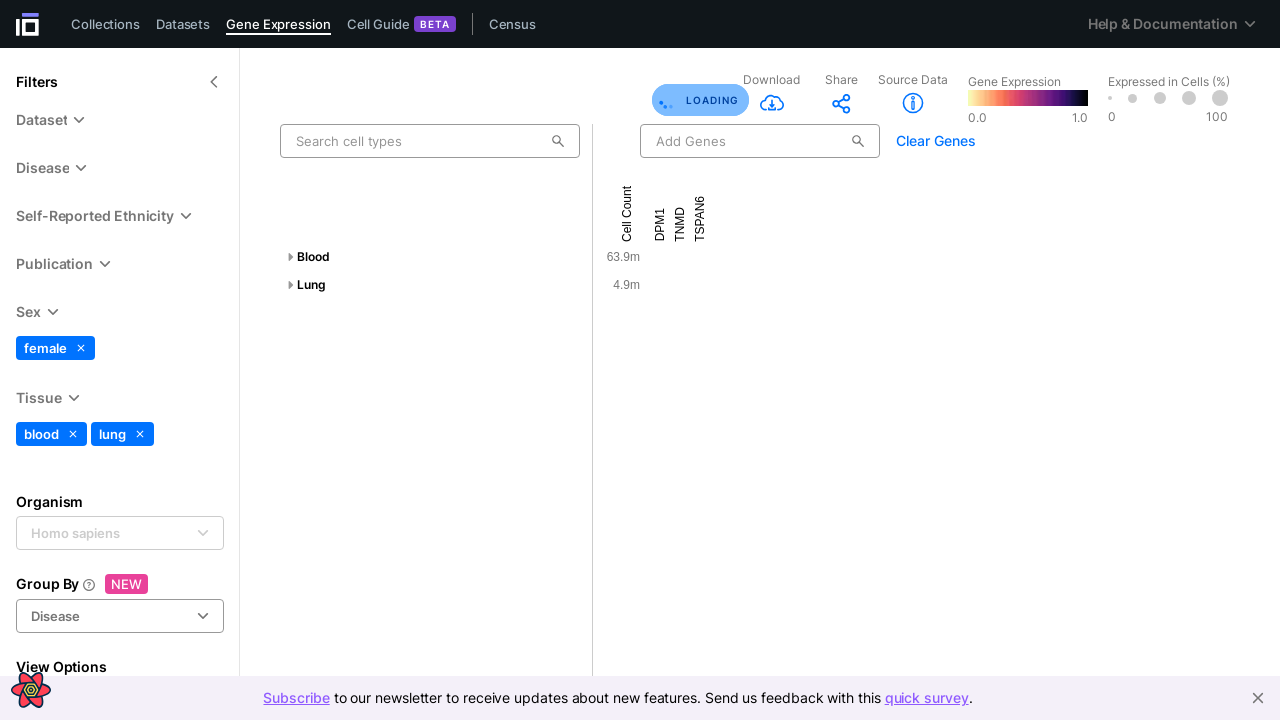 Collections Datasets Gene Expression Cell Guide BETA Census Help & Documentation
Filters
Dataset
Disease
Self-Reported Ethnicity
Publication
Sex
female ×
Tissue
blood × lung ×
Organism
Homo sapiens
Group By ? NEW
Disease
View Options
LOADING
Download
Share
Source Data
Gene Expression
0.0 1.0
Expressed in Cells (%)
0 100
Search cell types
Add Genes
Clear Genes
Cell Count
DPM1
TNMD
TSPAN6
Blood 63.9m
Lung 4.9m
Subscribe to our newsletter to receive updates about new features. Send us feedback with this quick survey.